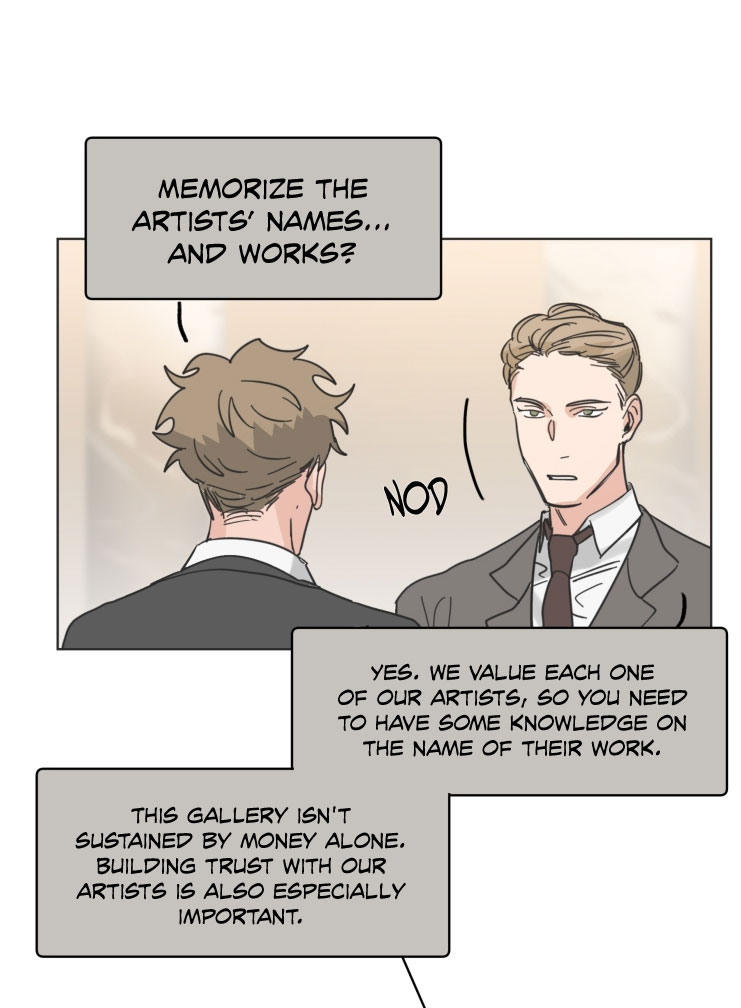 MEMORIZE THE
ARTISTS' NAMES...
AND WORKS?
NOD
YES. WE VALUE EACH ONE
OF OUR ARTISTS, SO YOU NEED
TO HAVE SOME KNOWLEDGE ON
THE NAME OF THEIR WORK.
THIS GALLERY ISN'T
SUSTAINED BY MONEY ALONE.
BUILDING TRUST WITH OUR
ARTISTS IS ALSO ESPECIALLY
IMPORTANT.